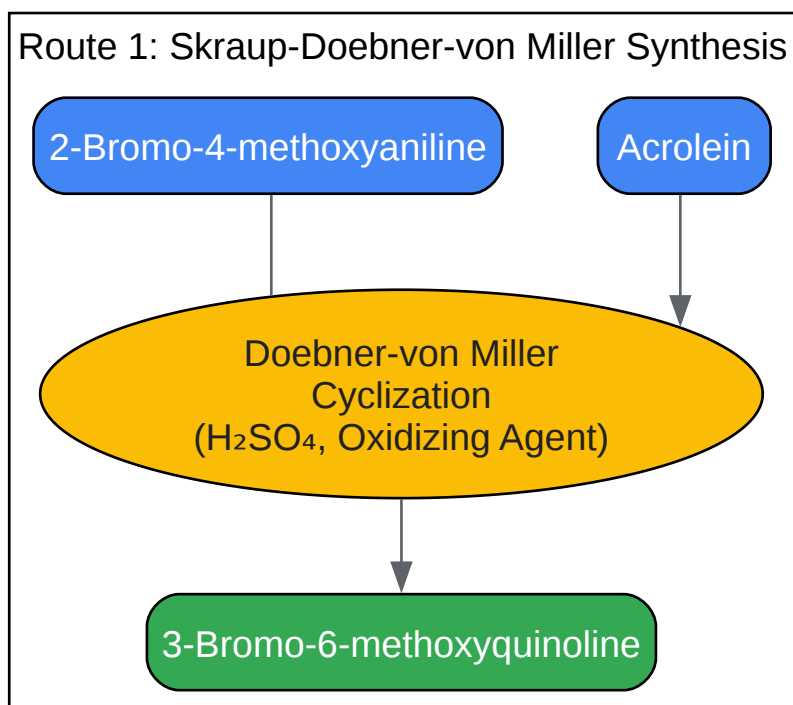 Route 1: Skraup-Doebner-von Miller Synthesis
2-Bromo-4-methoxyaniline
Acrolein
Doebner-von Miller
Cyclization
(H₂SO₄, Oxidizing Agent)
3-Bromo-6-methoxyquinoline